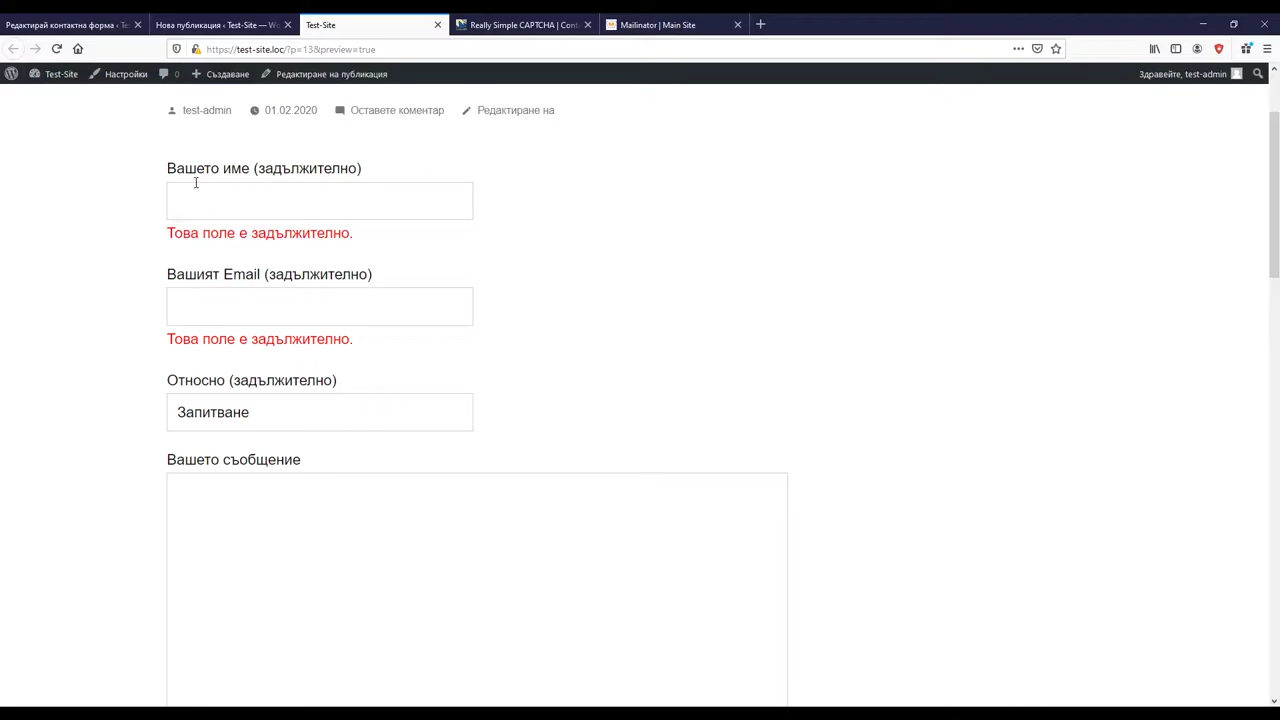 Редактирай контактна форма ‹ Te
Нова публикация ‹ Test-Site — Wo
Test-Site
Really Simple CAPTCHA | Cont
Mailinator | Main Site
https://test-site.loc/?p=13&preview=true
Test-Site
Настройки
0
Създаване
Редактиране на публикация
Здравейте, test-admin
test-admin
01.02.2020
Оставете коментар
Редактиране на
Вашето име (задължително)
Това поле е задължително.
Вашият Email (задължително)
Това поле е задължително.
Относно (задължително)
Запитване
Вашето съобщение